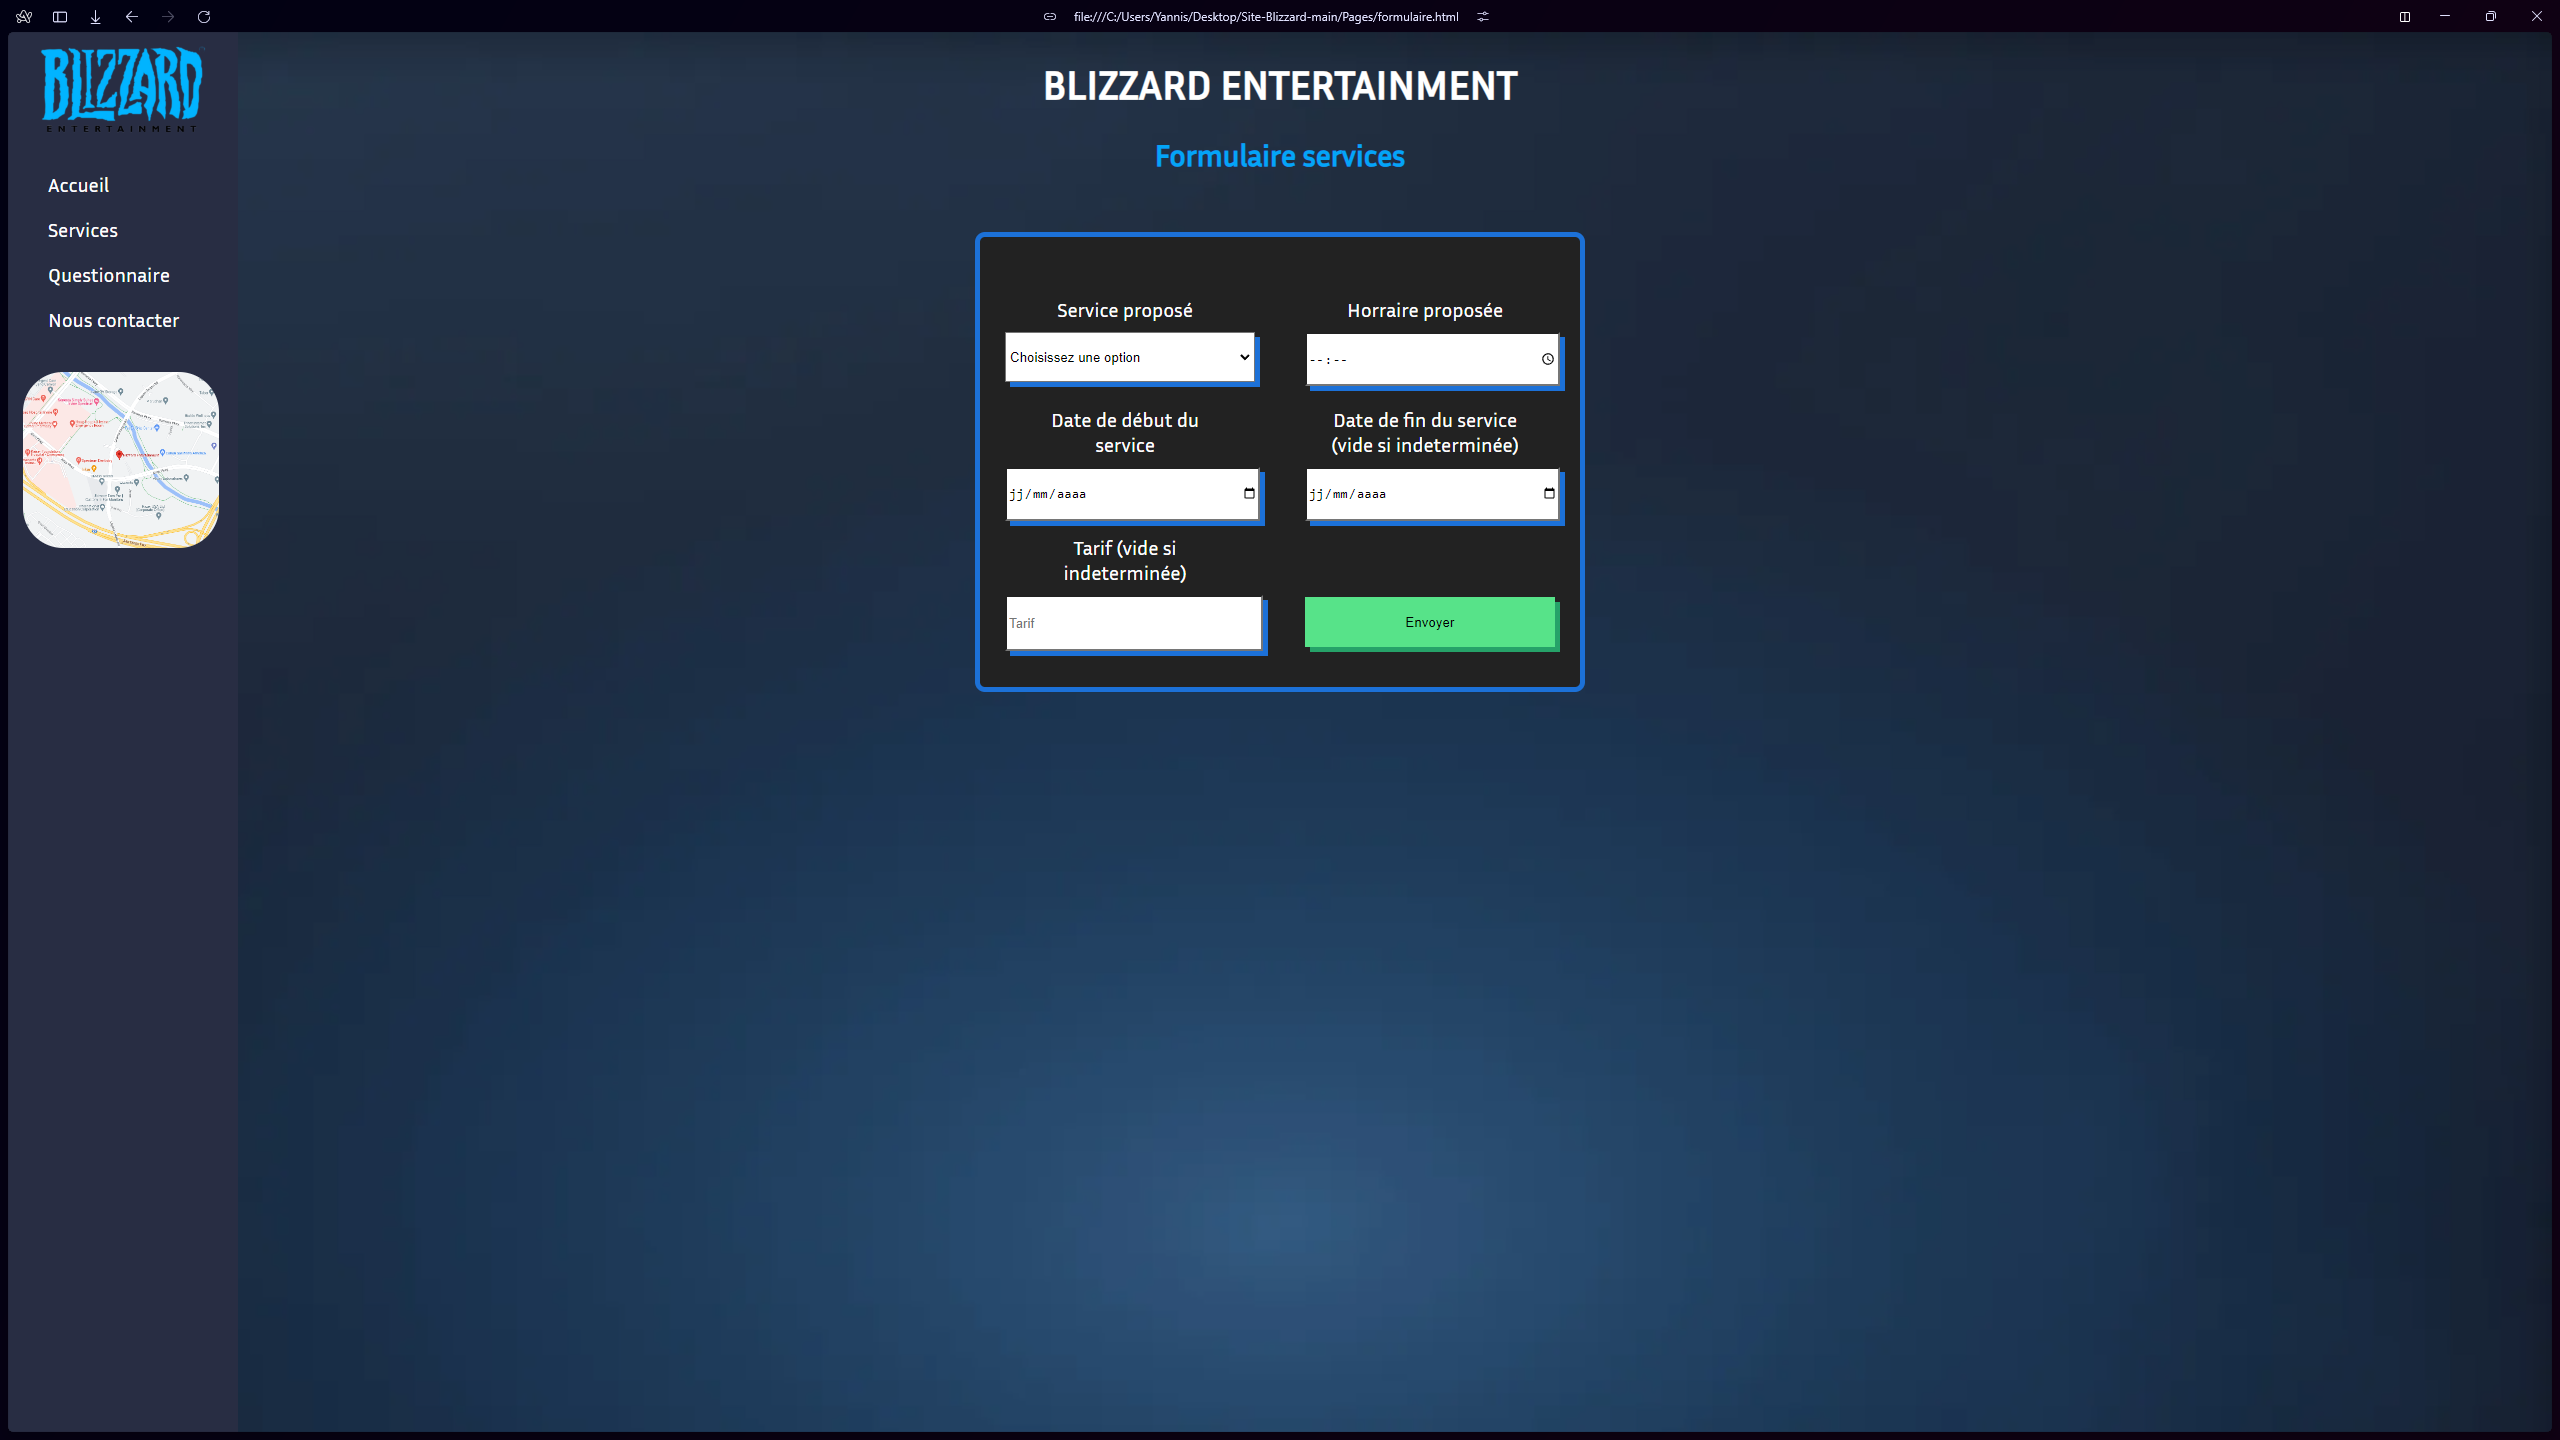 file:///C:/Users/Yannis/Desktop/Site-Blizzard-main/Pages/formulaire.html
BLIZZARD
ENTERTAINMENT
Accueil
Services
Questionnaire
Nous contacter
BLIZZARD ENTERTAINMENT
Formulaire services
Service proposé
Horraire proposée
Choisissez une option
--:--
Date de début du
service
Date de fin du service
(vide si indeterminée)
jj/mm/aaaa
jj/mm/aaaa
Tarif (vide si
indeterminée)
Tarif
Envoyer